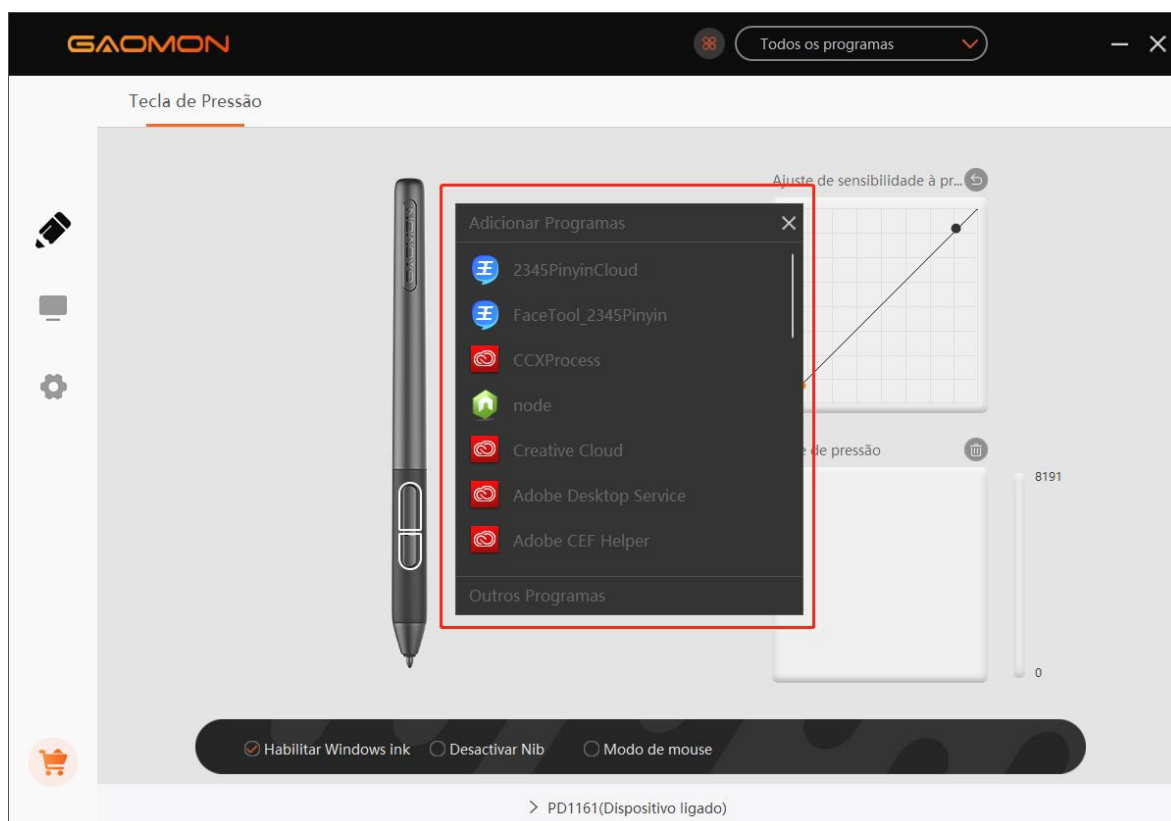 GAOMON
Todos os programas
Tecla de Pressão
GAOMON
Ajuste de sensibilidade à pr...
Adicionar Programas
2345PinyinCloud
FaceTool_2345Pinyin
CCXProcess
node
Creative Cloud
Adobe Desktop Service
Adobe CEF Helper
Outros Programas
de pressão
8191
0
Habilitar Windows ink
Desactivar Nib
Modo de mouse
PD1161(Dispositivo ligado)